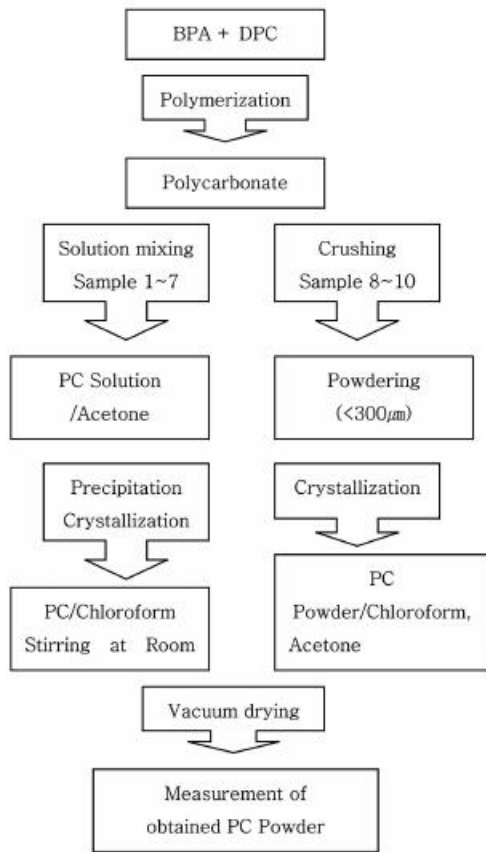 BPA + DPC
Polymerization
Polycarbonate
Solution mixing
Sample 1~7
Crushing
Sample 8~10
PC Solution
/Acetone
Powdering
(<300㎛)
Precipitation
Crystallization
Crystallization
PC/Chloroform
Stirring at Room
PC
Powder/Chloroform,
Acetone
Vacuum drying
Measurement of
obtained PC Powder